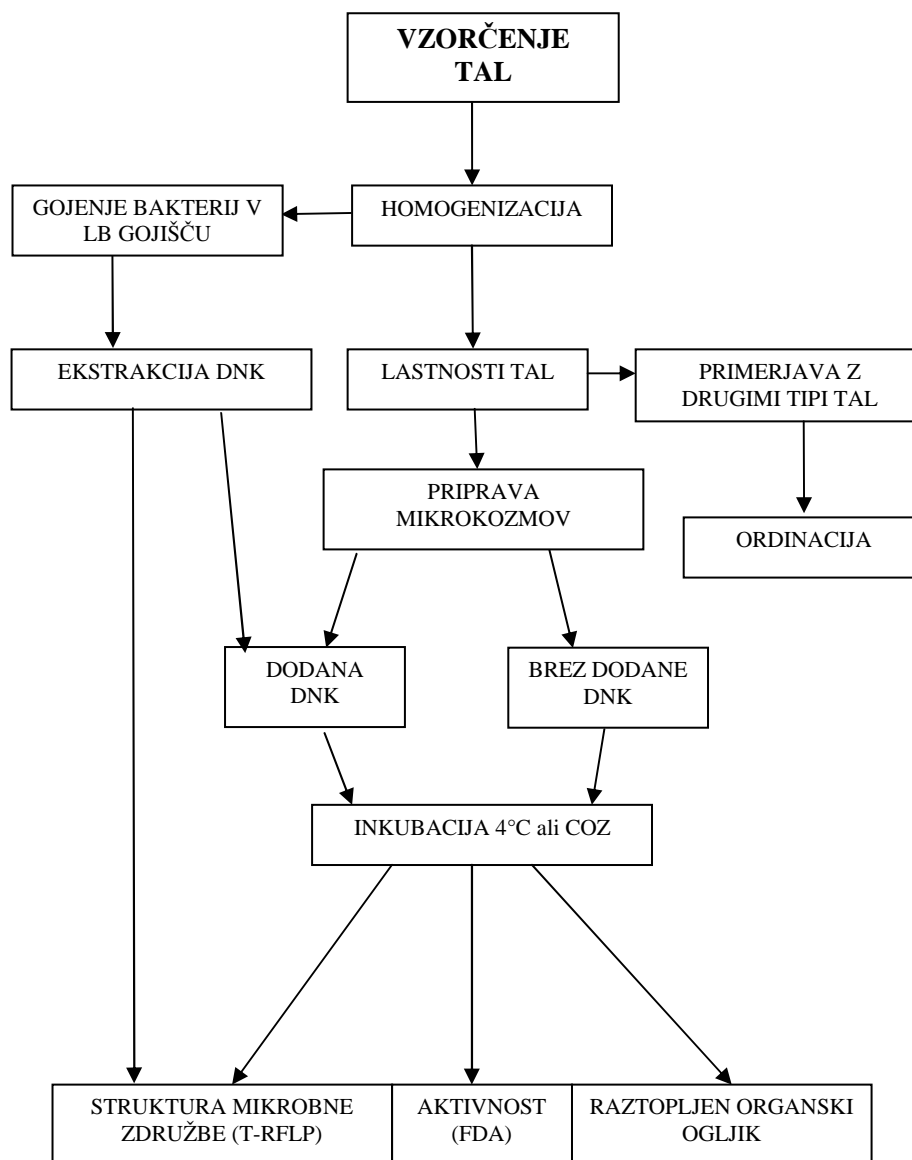 VZORČENJE
TAL
GOJENJE BAKTERIJ V
LB GOJIŠČU
HOMOGENIZACIJA
EKSTRAKCIJA DNK
LASTNOSTI TAL
PRIMERJAVA Z
DRUGIMI TIPI TAL
PRIPRAVA
MIKROKOZMOV
ORDINACIJA
DODANA
DNK
BREZ DODANE
DNK
INKUBACIJA 4°C ali COZ
STRUKTURA MIKROBNE
ZDRUŽBE (T-RFLP)
AKTIVNOST
(FDA)
RAZTOPLJEN ORGANSKI
OGLJIK